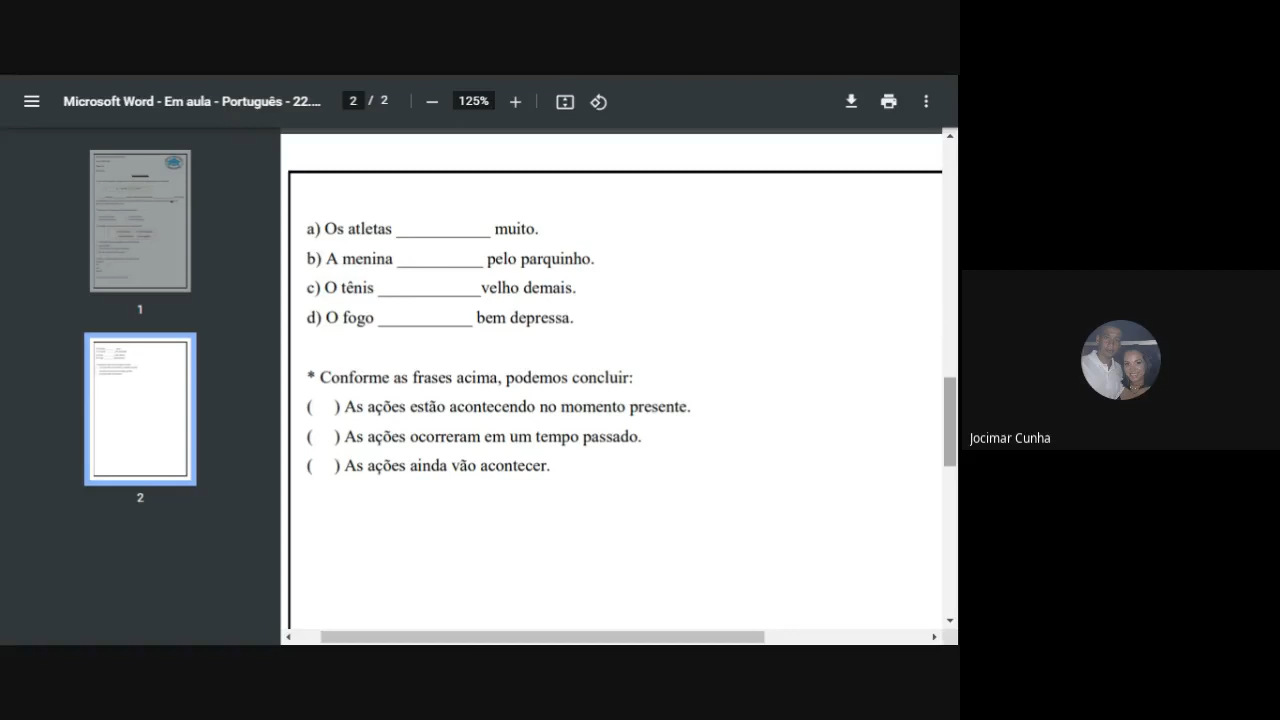 Microsoft Word - Em aula - Português - 22....
2 / 2
125%
a) Os atletas ___________ muito.
b) A menina __________ pelo parquinho.
c) O tênis ____________velho demais.
d) O fogo ___________ bem depressa.
* Conforme as frases acima, podemos concluir:
( ) As ações estão acontecendo no momento presente.
( ) As ações ocorreram em um tempo passado.
( ) As ações ainda vão acontecer.
1
2
Jocimar Cunha